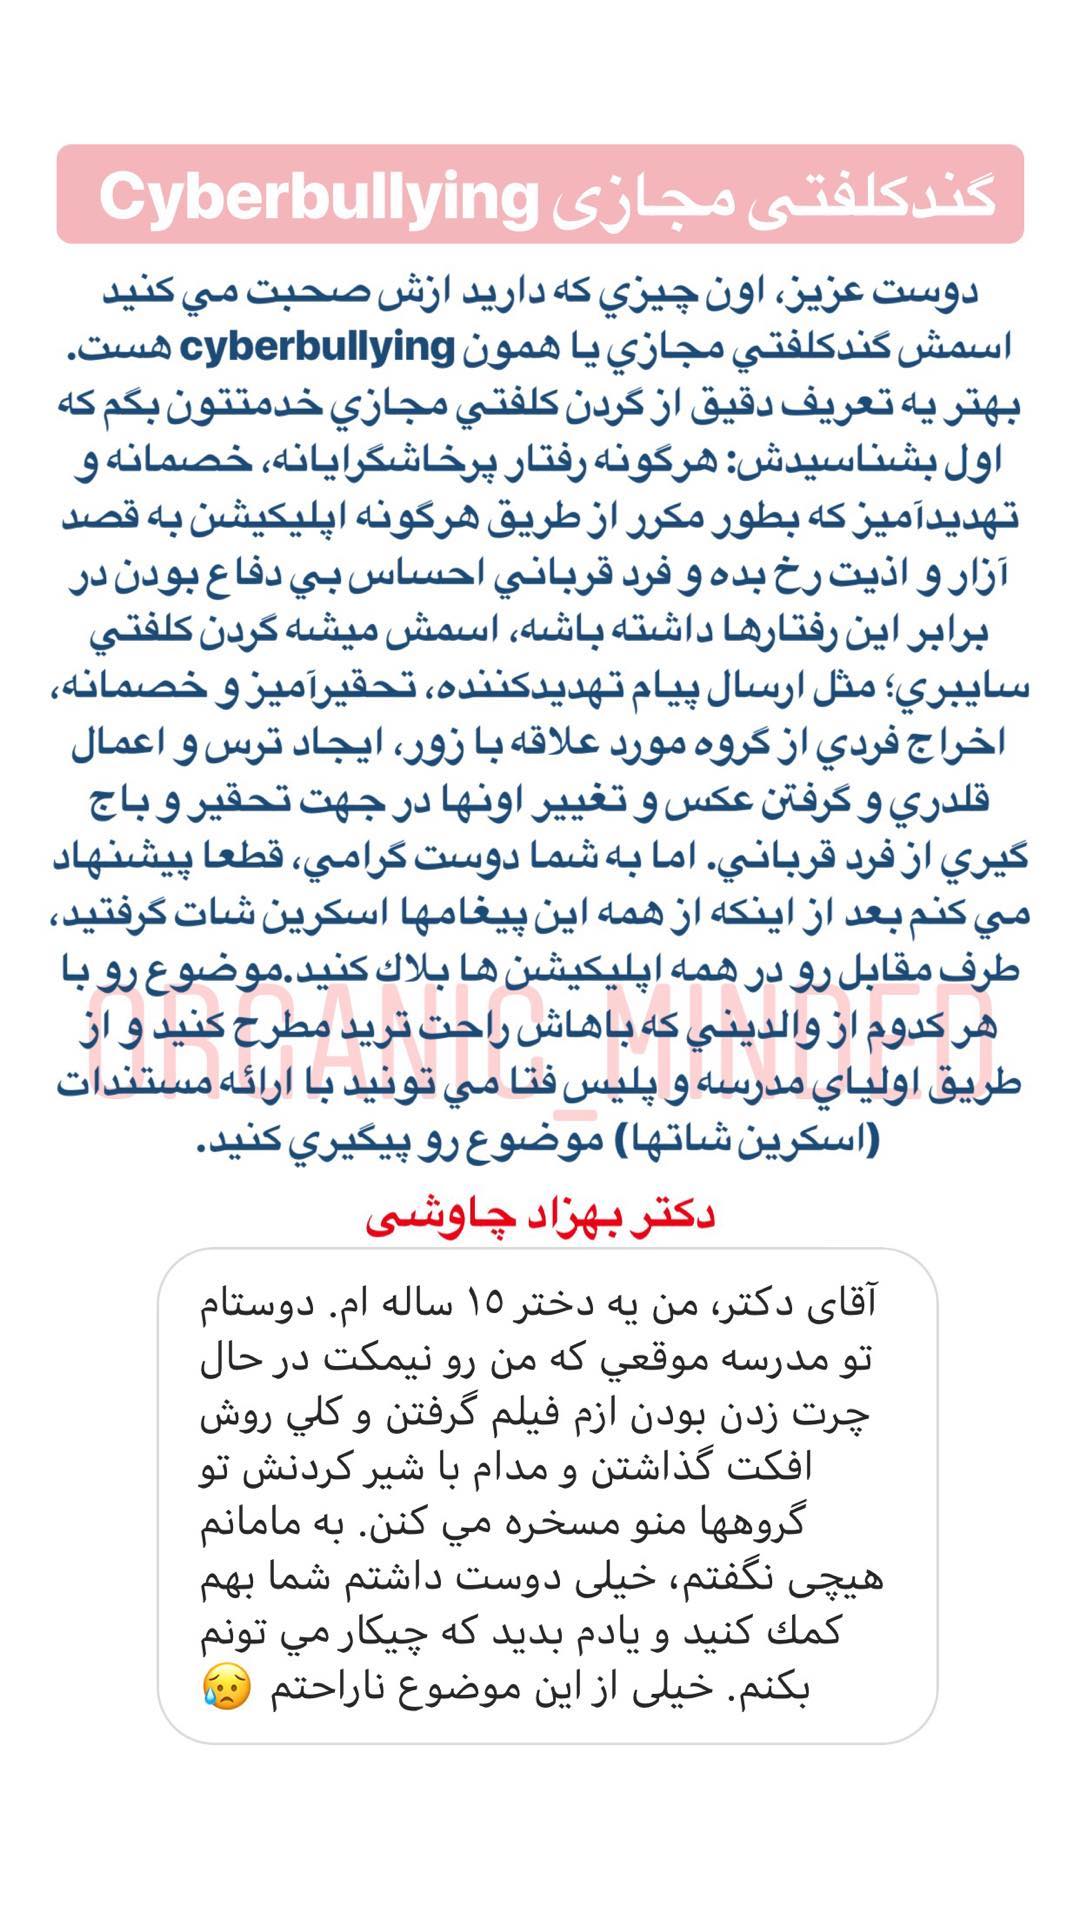 گندکلفتی مجازی Cyberbullying
دوست عزیز، اون چيزي كه داريد ازش صحبت مي كنيد
اسمش گندكلفتي مجازي يا همون cyberbullying هست.
بهتر يه تعريف دقيق از گردن كلفتي مجازي خدمتتون بگم كه
اول بشناسيدش: هرگونه رفتار پرخاشگرايانه، خصمانه و
تهديدآميز كه بطور مكرر از طريق هرگونه اپليكيشن به قصد
آزار و اذيت رخ بده و فرد قرباني احساس بي دفاع بودن در
برابر اين رفتارها داشته باشه، اسمش ميشه گردن كلفتي
سايبري؛ مثل ارسال پيام تهديدكننده، تحقيرآميز و خصمانه،
اخراج فردي از گروه مورد علاقه با زور، ايجاد ترس و اعمال
قلدري و گرفتن عكس و تغيير اونها در جهت تحقير و باج
گيري از فرد قرباني. اما به شما دوست گرامي، قطعا پيشنهاد
مي كنم بعد از اينكه از همه اين پيغامها اسكرين شات گرفتيد،
طرف مقابل رو در همه اپليكيشن ها بلاك كنيد.موضوع رو با
هر كدوم از والديني كه باهاش راحت تريد مطرح كنيد و از
طريق اولياي مدرسه و پليس فتا مي تونيد با ارائه مستندات
(اسكرين شاتها) موضوع رو پيگيري كنيد.
ORGANIC_MINDED
دکتر بهزاد چاوشی
آقای دکتر، من یه دختر ١٥ ساله ام. دوستام
تو مدرسه موقعي که من رو نيمکت در حال
چرت زدن بودن ازم فيلم گرفتن و كلي روش
افکت گذاشتن و مدام با شیر کردنش تو
گروهها منو مسخره مي کنن. به مامانم
هیچی نگفتم، خیلی دوست داشتم شما بهم
كمك كنيد و يادم بديد كه چيكار مي تونم
بکنم. خیلی از این موضوع ناراحتم 😥